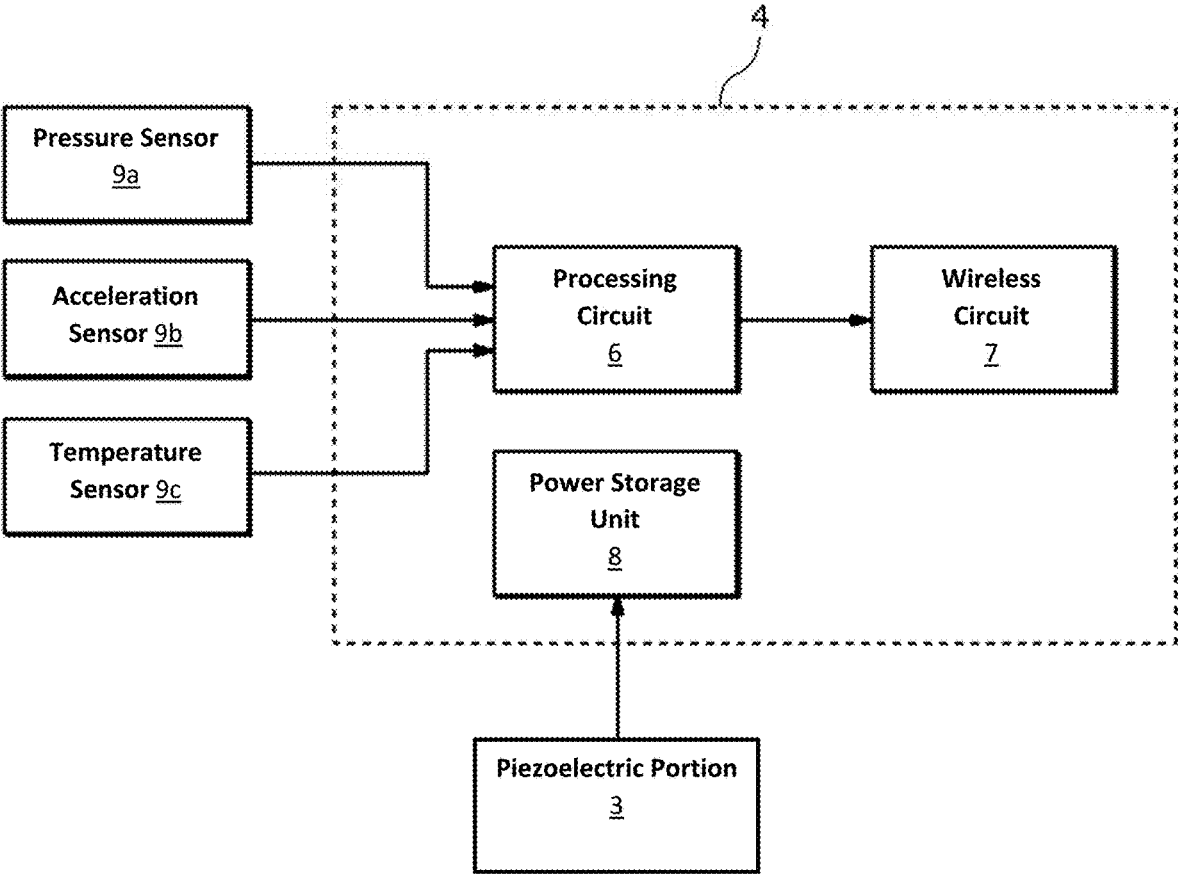 4
Pressure Sensor
9a
Acceleration
Sensor 9b
Temperature
Sensor 9c
Processing
Circuit
6
Wireless
Circuit
7
Power Storage
Unit
8
Piezoelectric Portion
3